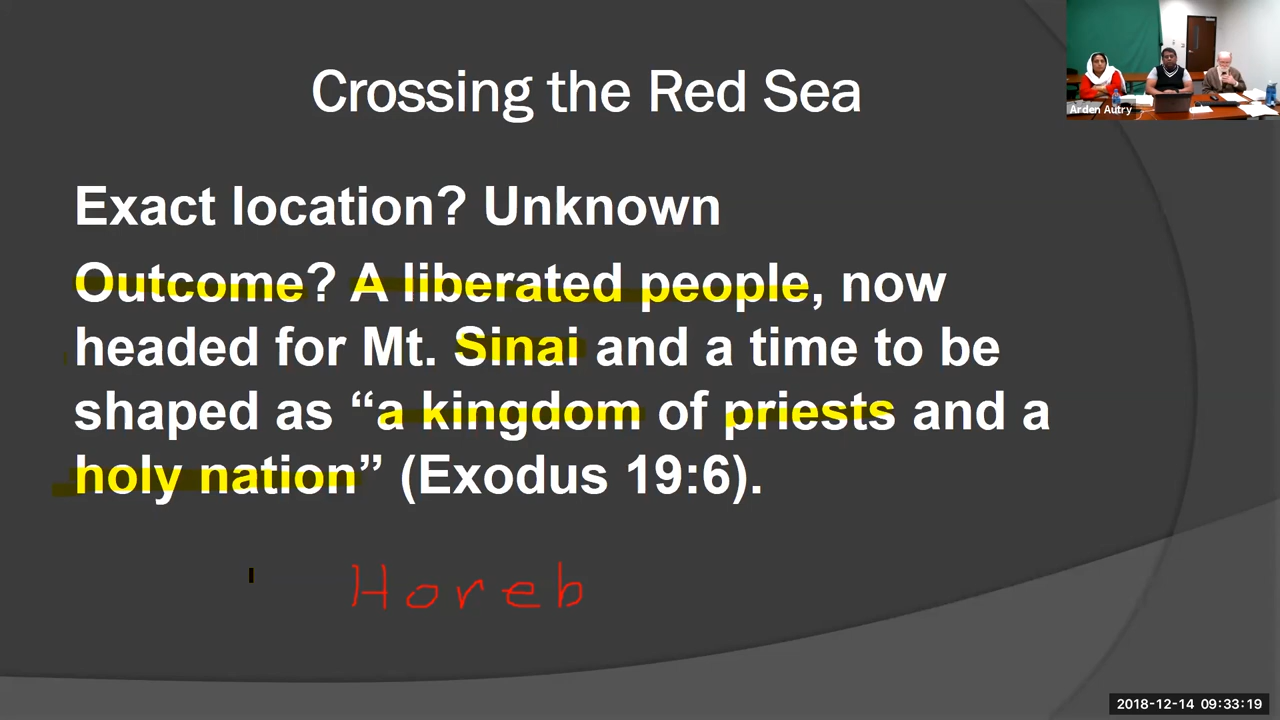 Crossing the Red Sea
Arden Autry
Exact location? Unknown
Outcome? A liberated people, now
headed for Mt. Sinai and a time to be
shaped as “a kingdom of priests and a
holy nation” (Exodus 19:6).
Horeb
2018-12-14 09:33:19